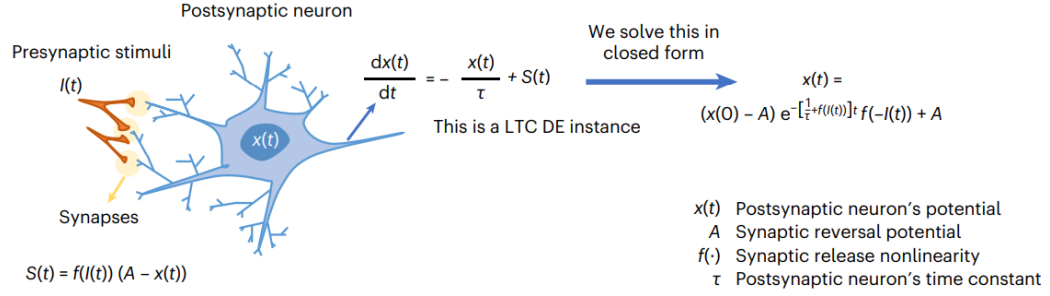 Postsynaptic neuron
Presynaptic stimuli
I(t)
x(t)
Synapses
S(t) = f(I(t)) (A – x(t))
dx(t)/dt = – x(t)/τ + S(t)
This is a LTC DE instance
We solve this in
closed form
x(t) =
(x(0) – A) e^–[1/τ+f(I(t))]t f(–I(t)) + A
x(t) Postsynaptic neuron's potential
A Synaptic reversal potential
f(·) Synaptic release nonlinearity
τ Postsynaptic neuron's time constant